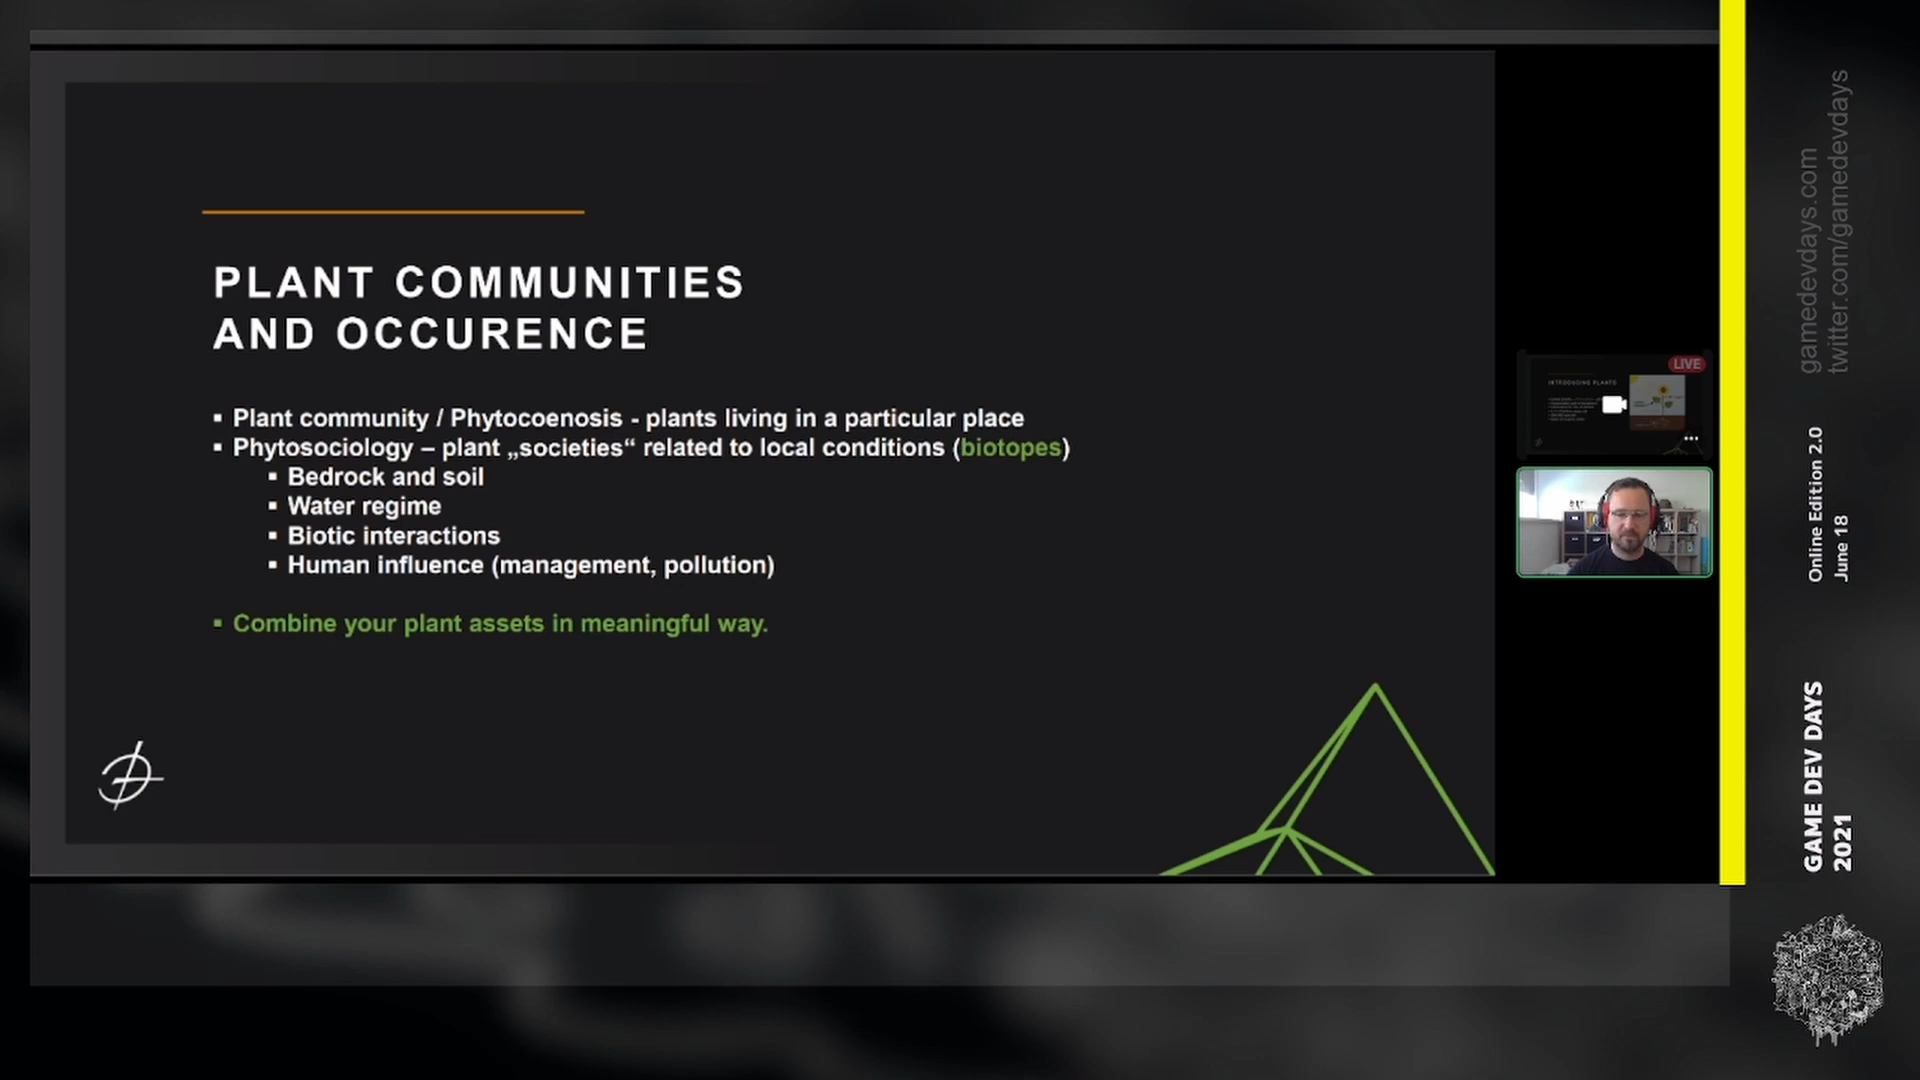 PLANT COMMUNITIES
AND OCCURENCE
▪ Plant community / Phytocoenosis - plants living in a particular place
▪ Phytosociology – plant „societies“ related to local conditions (biotopes)
▪ Bedrock and soil
▪ Water regime
▪ Biotic interactions
▪ Human influence (management, pollution)
▪ Combine your plant assets in meaningful way.
LIVE
INTRODUCING PLANTS
gamedevdays.com
twitter.com/gamedevdays
Online Edition 2.0
June 18
GAME DEV DAYS
2021